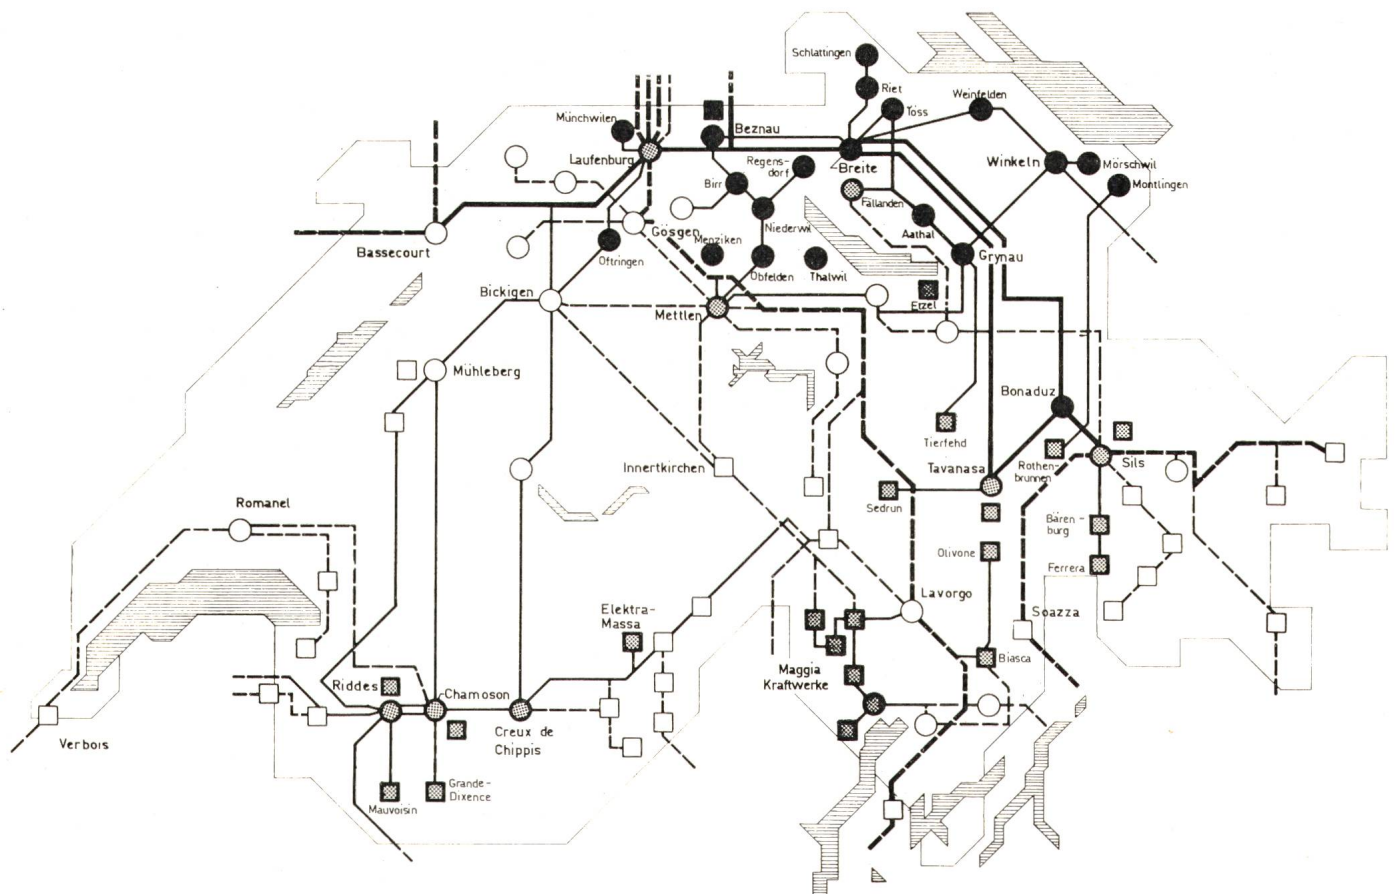 Schlattingen
Riet
Töss
Weinfelden
Münchwilen
Beznau
Laufenburg
Regens-
dorf
Breite
Winkeln
Mörschwil
Montlingen
Birr
Fällanden
Gösgen
Niederwil
Aathal
Bassecourt
Menziken
Oftringen
Obfelden
Thalwil
Grynau
Bickigen
Etzel
Mettlen
Mühleberg
Bonaduz
Tierfehd
Innertkirchen
Tavanasa
Rothen-
brunnen
Sils
Romanel
Sedrun
Bären-
burg
Olivone
Ferrera
Elektra-
Massa
Lavorgo
Soazza
Biasca
Maggia
Kraftwerke
Riddes
Chamoson
Creux de
Chippis
Verbois
Grande-
Dixence
Mauvoisin